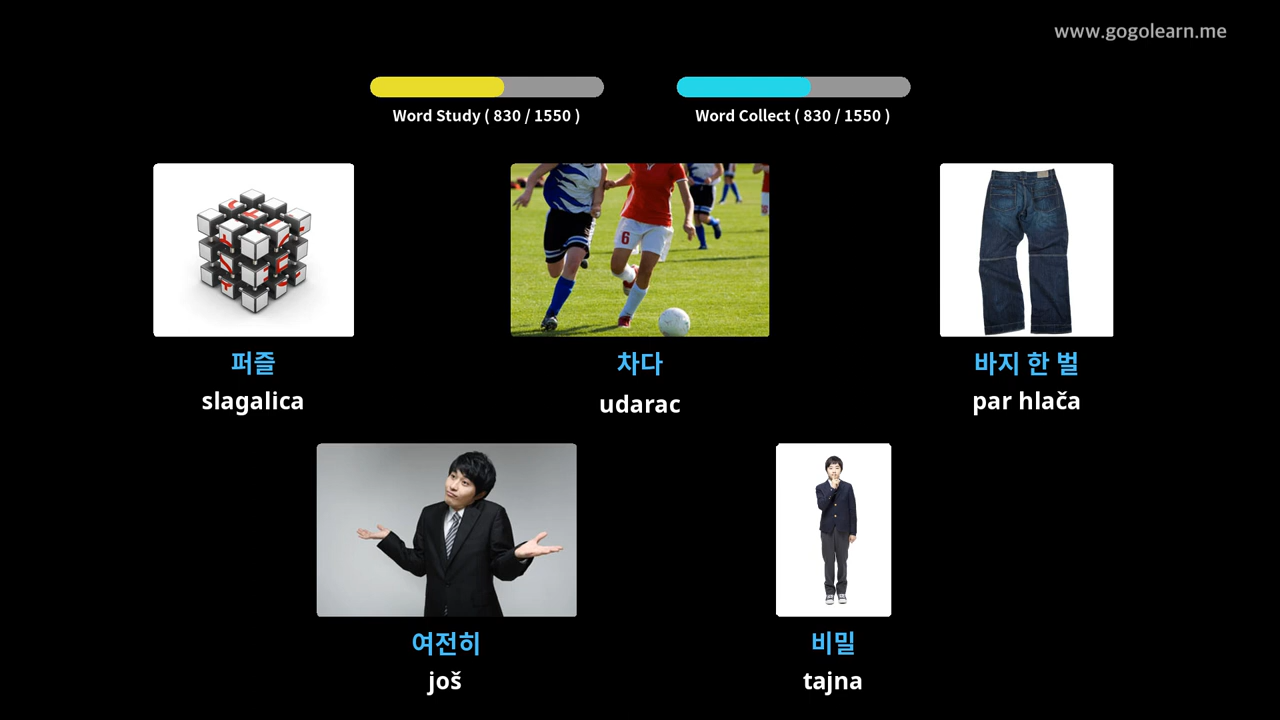 www.gogolearn.me
Word Study ( 830 / 1550 )
Word Collect ( 830 / 1550 )
퍼즐
slagalica
차다
udarac
바지 한 벌
par hlača
여전히
još
비밀
tajna